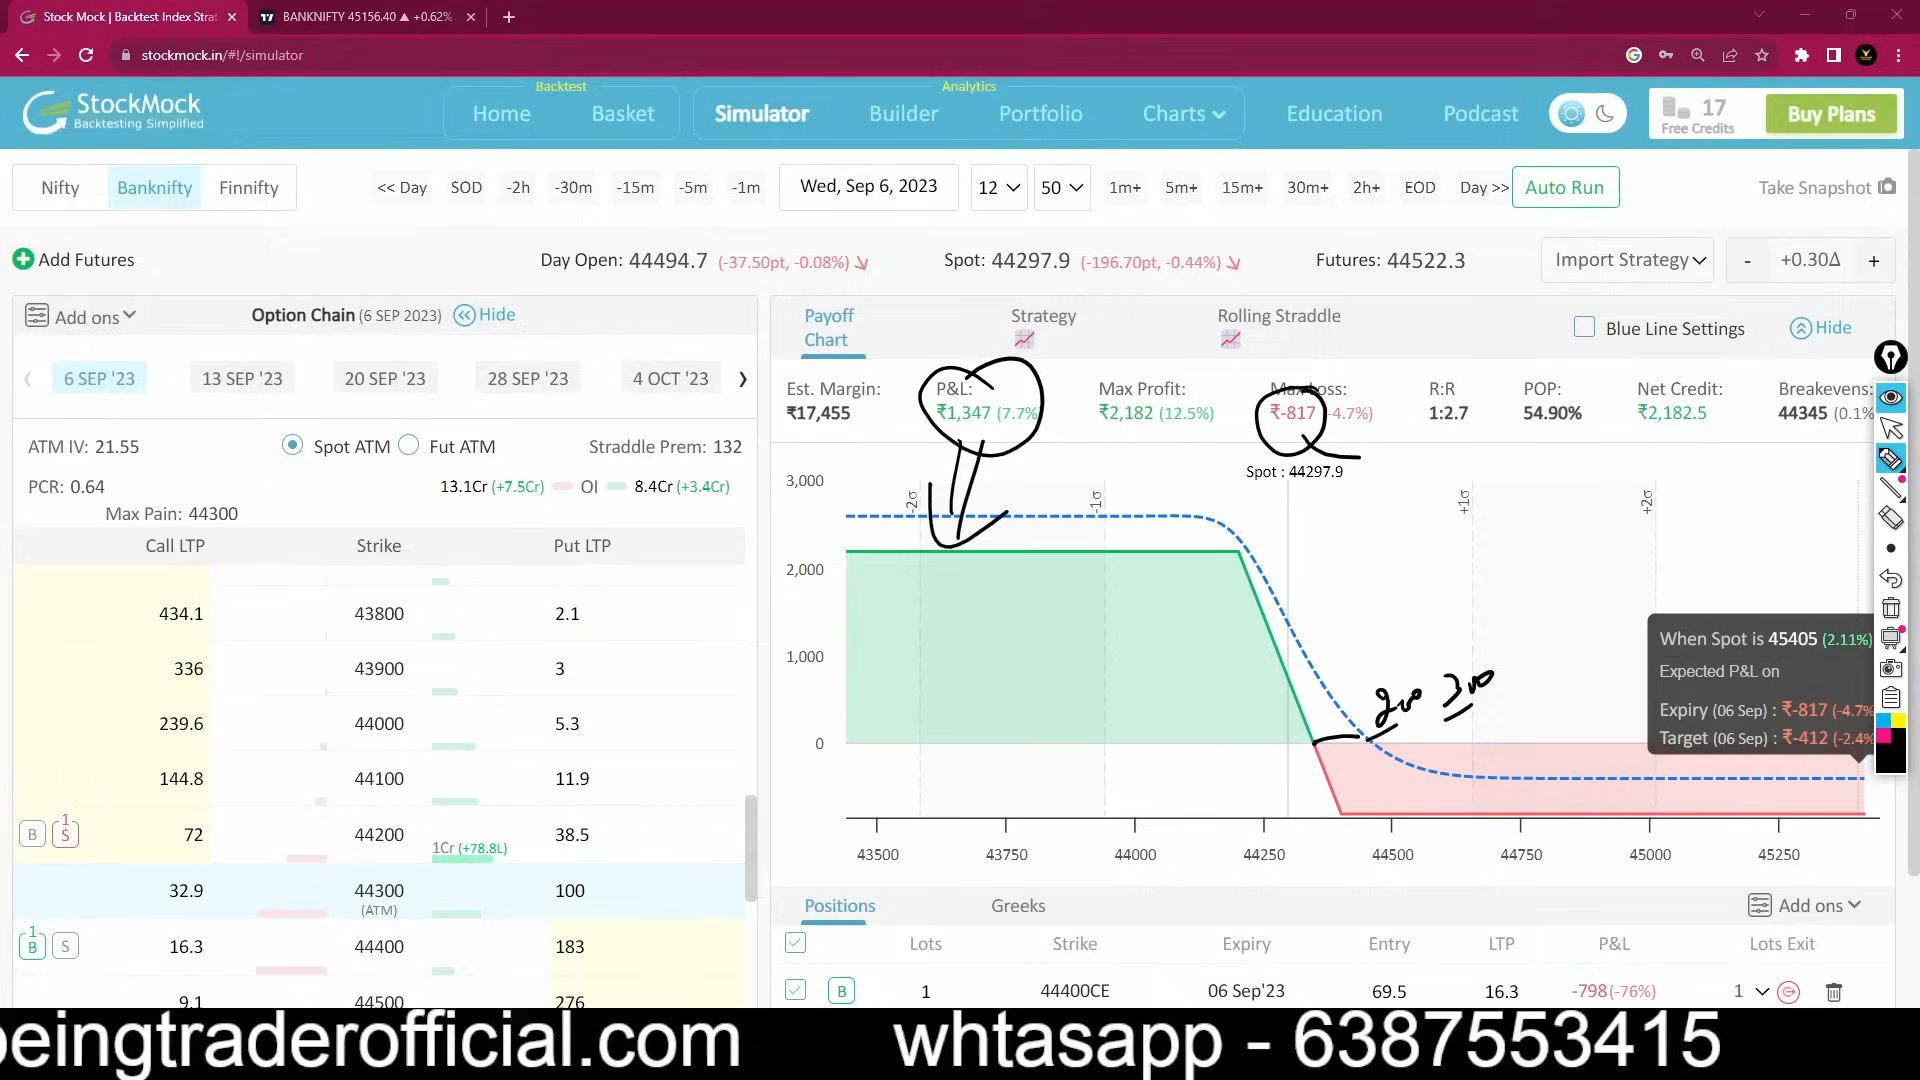 Stock Mock | Backtest Index Stra
BANKNIFTY 45156.40 ▲ +0.62%
stockmock.in/#!/simulator
StockMock
Backtesting Simplified
Backtest
Home Basket
Analytics
Simulator Builder Portfolio Charts
Education Podcast
17
Free Credits
Buy Plans
Nifty Banknifty Finnifty
<< Day SOD -2h -30m -15m -5m -1m Wed, Sep 6, 2023 12 50 1m+ 5m+ 15m+ 30m+ 2h+ EOD Day >> Auto Run
Take Snapshot
Add Futures
Day Open: 44494.7 (-37.50pt, -0.08%)
Spot: 44297.9 (-196.70pt, -0.44%)
Futures: 44522.3
Import Strategy
- +0.30Δ +
Add ons
Option Chain (6 SEP 2023) Hide
6 SEP '23 13 SEP '23 20 SEP '23 28 SEP '23 4 OCT '23
ATM IV: 21.55
Spot ATM Fut ATM
Straddle Prem: 132
PCR: 0.64
13.1Cr (+7.5Cr) OI 8.4Cr (+3.4Cr)
Max Pain: 44300
Call LTP Strike Put LTP
434.1 43800 2.1
336 43900 3
239.6 44000 5.3
144.8 44100 11.9
B 1 S 72 44200 38.5
1Cr (+78.8L)
32.9 44300 100
(ATM)
1 B S 16.3 44400 183
9.1 44500 276
Payoff Chart
Strategy
Rolling Straddle
Blue Line Settings
Hide
Est. Margin:
₹17,455
P&L:
₹1,347 (7.7%)
Max Profit:
₹2,182 (12.5%)
Max Loss:
₹-817 (-4.7%)
R:R
1:2.7
POP:
54.90%
Net Credit:
₹2,182.5
Breakevens:
44345 (0.1%
Spot : 44297.9
3,000
2,000
1,000
0
-2σ -1σ +1σ +2σ
200 300
When Spot is 45405 (2.11%)
Expected P&L on
Expiry (06 Sep) : ₹-817 (-4.7%
Target (06 Sep) : ₹-412 (-2.4%
43500 43750 44000 44250 44500 44750 45000 45250
Positions Greeks
Add ons
Lots Strike Expiry Entry LTP P&L Lots Exit
B 1 44400CE 06 Sep'23 69.5 16.3 -798(-76%) 1
beingtraderofficial.com whtasapp - 6387553415